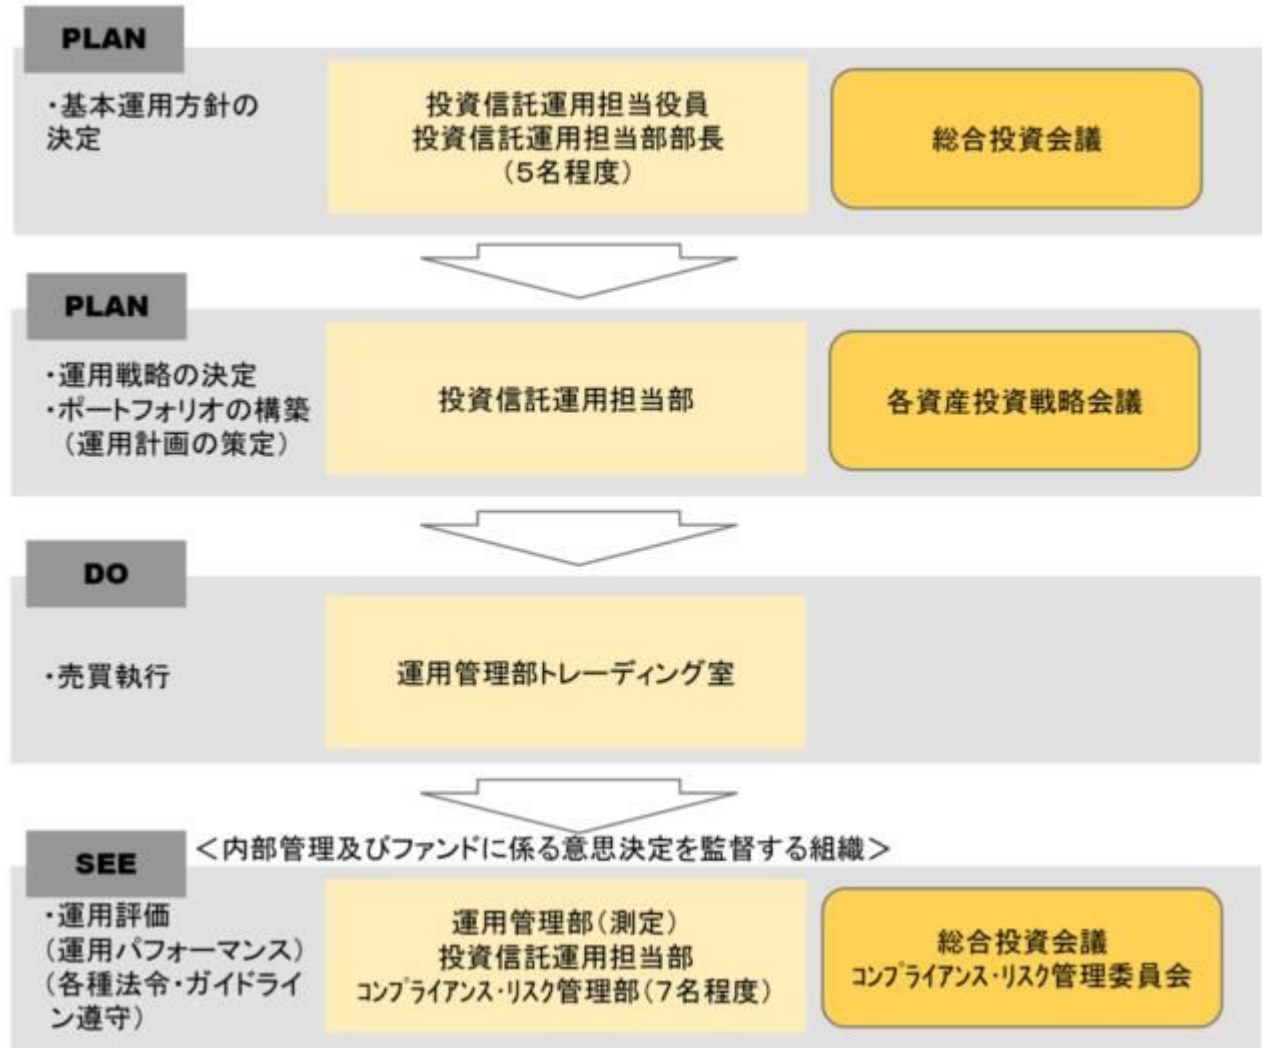 PLAN
・基本運用方針の
決定
投資信託運用担当役員
投資信託運用担当部部長
(5名程度)
総合投資会議
PLAN
・運用戦略の決定
・ポートフォリオの構築
(運用計画の策定)
投資信託運用担当部
各資産投資戦略会議
DO
・売買執行
運用管理部トレーディング室
SEE
＜内部管理及びファンドに係る意思決定を監督する組織＞
・運用評価
(運用パフォーマンス)
(各種法令・ガイドライ
ン遵守)
運用管理部(測定)
投資信託運用担当部
ｺﾝﾌﾟﾗｲｱﾝｽ・ﾘｽｸ管理部(7名程度)
総合投資会議
ｺﾝﾌﾟﾗｲｱﾝｽ・ﾘｽｸ管理委員会